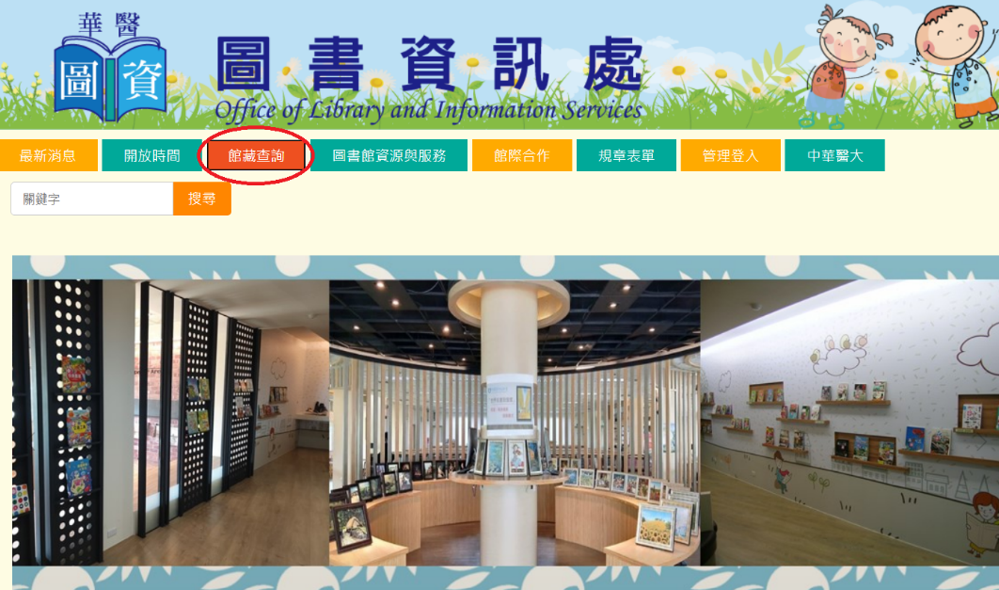 華醫
圖資
圖書資訊處
Office of Library and Information Services
最新消息
開放時間
館藏查詢
圖書館資源與服務
館際合作
規章表單
管理登入
中華醫大
關鍵字
搜尋